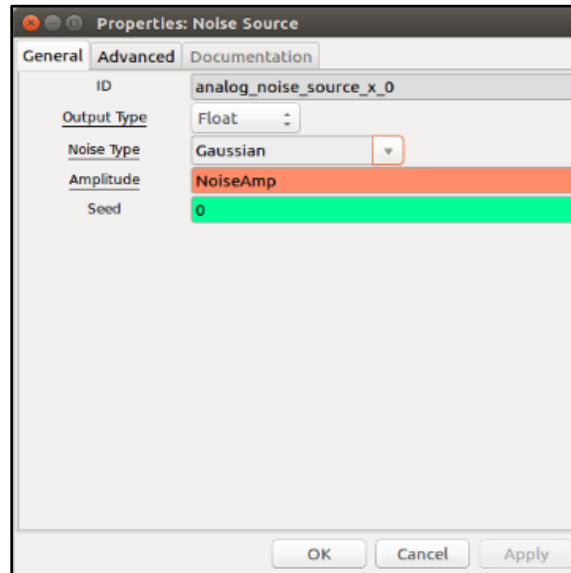 Properties: Noise Source
General Advanced Documentation
ID analog_noise_source_x_0
Output Type Float
Noise Type Gaussian
Amplitude NoiseAmp
Seed 0
OK Cancel Apply